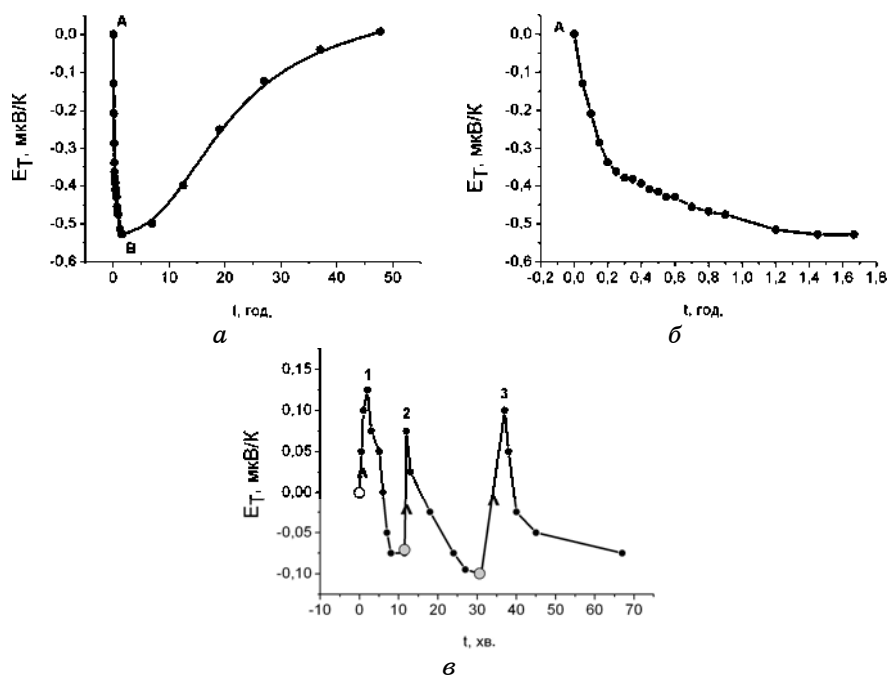 A
0,0
-0,1
-0,2
-0,3
-0,4
-0,5
-0,6
B
0 10 20 30 40 50
E_T, мкВ/К
t, год.
а
A
0,0
-0,1
-0,2
-0,3
-0,4
-0,5
-0,6
-0,2 0,0 0,2 0,4 0,6 0,8 1,0 1,2 1,4 1,6 1,8
E_T, мкВ/К
t, год.
б
0,15
0,10
0,05
0,00
-0,05
-0,10
1
2
3
-10 0 10 20 30 40 50 60 70
E_T, мкВ/К
t, хв.
в